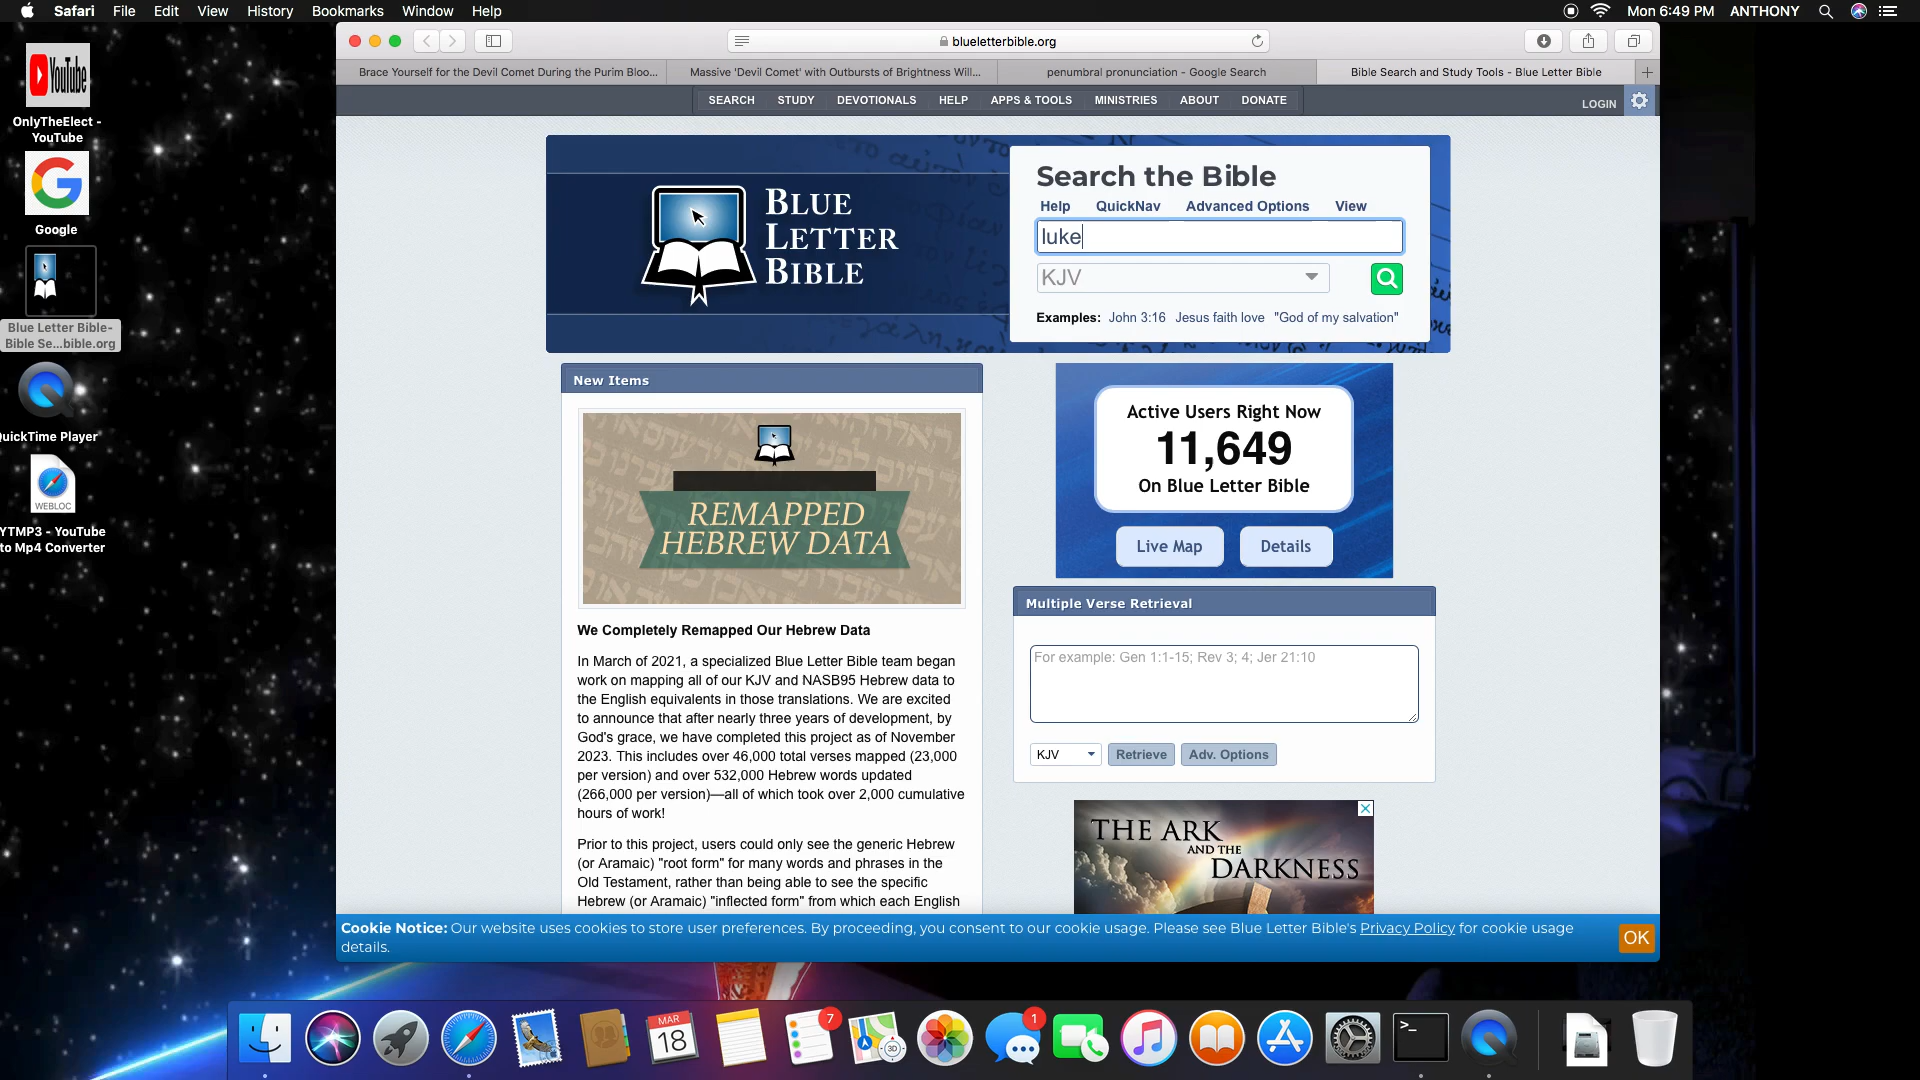 Safari File Edit View History Bookmarks Window Help
Mon 6:49 PM ANTHONY
YouTube
OnlyTheElect -
YouTube
Google
Blue Letter Bible-
Bible Se...bible.org
uickTime Player
WEBLOC
YTMP3 - YouTube
to Mp4 Converter
blueletterbible.org
Brace Yourself for the Devil Comet During the Purim Bloo...
Massive 'Devil Comet' with Outbursts of Brightness Will...
penumbral pronunciation - Google Search
Bible Search and Study Tools - Blue Letter Bible
SEARCH STUDY DEVOTIONALS HELP APPS & TOOLS MINISTRIES ABOUT DONATE
LOGIN
BLUE
LETTER
BIBLE
Search the Bible
Help QuickNav Advanced Options View
luke
KJV
Examples: John 3:16 Jesus faith love "God of my salvation"
New Items
REMAPPED
HEBREW DATA
We Completely Remapped Our Hebrew Data
In March of 2021, a specialized Blue Letter Bible team began
work on mapping all of our KJV and NASB95 Hebrew data to
the English equivalents in those translations. We are excited
to announce that after nearly three years of development, by
God's grace, we have completed this project as of November
2023. This includes over 46,000 total verses mapped (23,000
per version) and over 532,000 Hebrew words updated
(266,000 per version)—all of which took over 2,000 cumulative
hours of work!
Prior to this project, users could only see the generic Hebrew
(or Aramaic) "root form" for many words and phrases in the
Old Testament, rather than being able to see the specific
Hebrew (or Aramaic) "inflected form" from which each English
Active Users Right Now
11,649
On Blue Letter Bible
Live Map Details
Multiple Verse Retrieval
For example: Gen 1:1-15; Rev 3; 4; Jer 21:10
KJV Retrieve Adv. Options
THE ARK
AND THE
DARKNESS
Cookie Notice: Our website uses cookies to store user preferences. By proceeding, you consent to our cookie usage. Please see Blue Letter Bible's Privacy Policy for cookie usage
details.
OK
MAR
18
7
3D
1